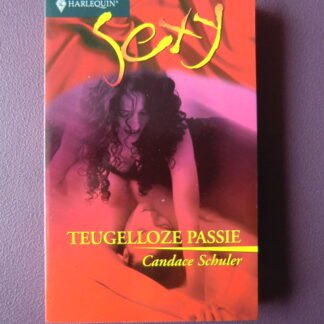 HARLEQUIN®
Sexy
TEUGELLOZE PASSIE
Candace Schuler